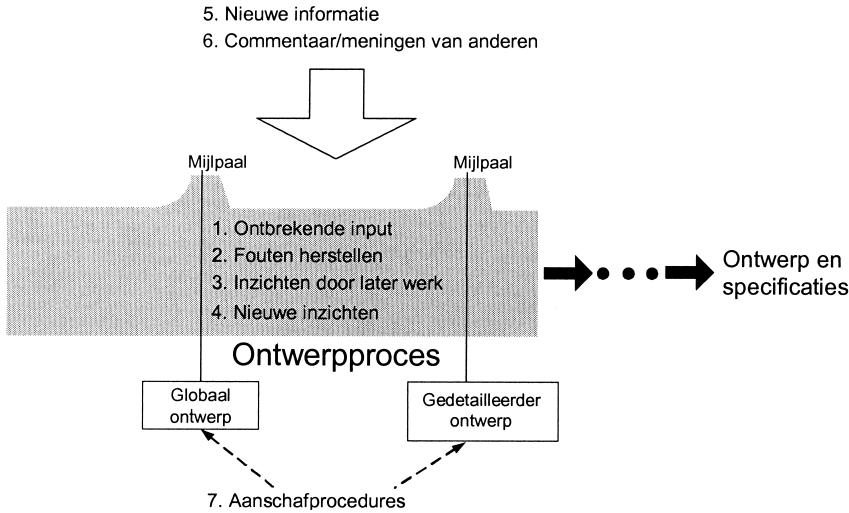 5. Nieuwe informatie
6. Commentaar/meningen van anderen
Mijlpaal
Mijlpaal
1. Ontbrekende input
2. Fouten herstellen
3. Inzichten door later werk
4. Nieuwe inzichten
Ontwerp en
specificaties
Ontwerpproces
Globaal
ontwerp
Gedetailleerder
ontwerp
7. Aanschafprocedures